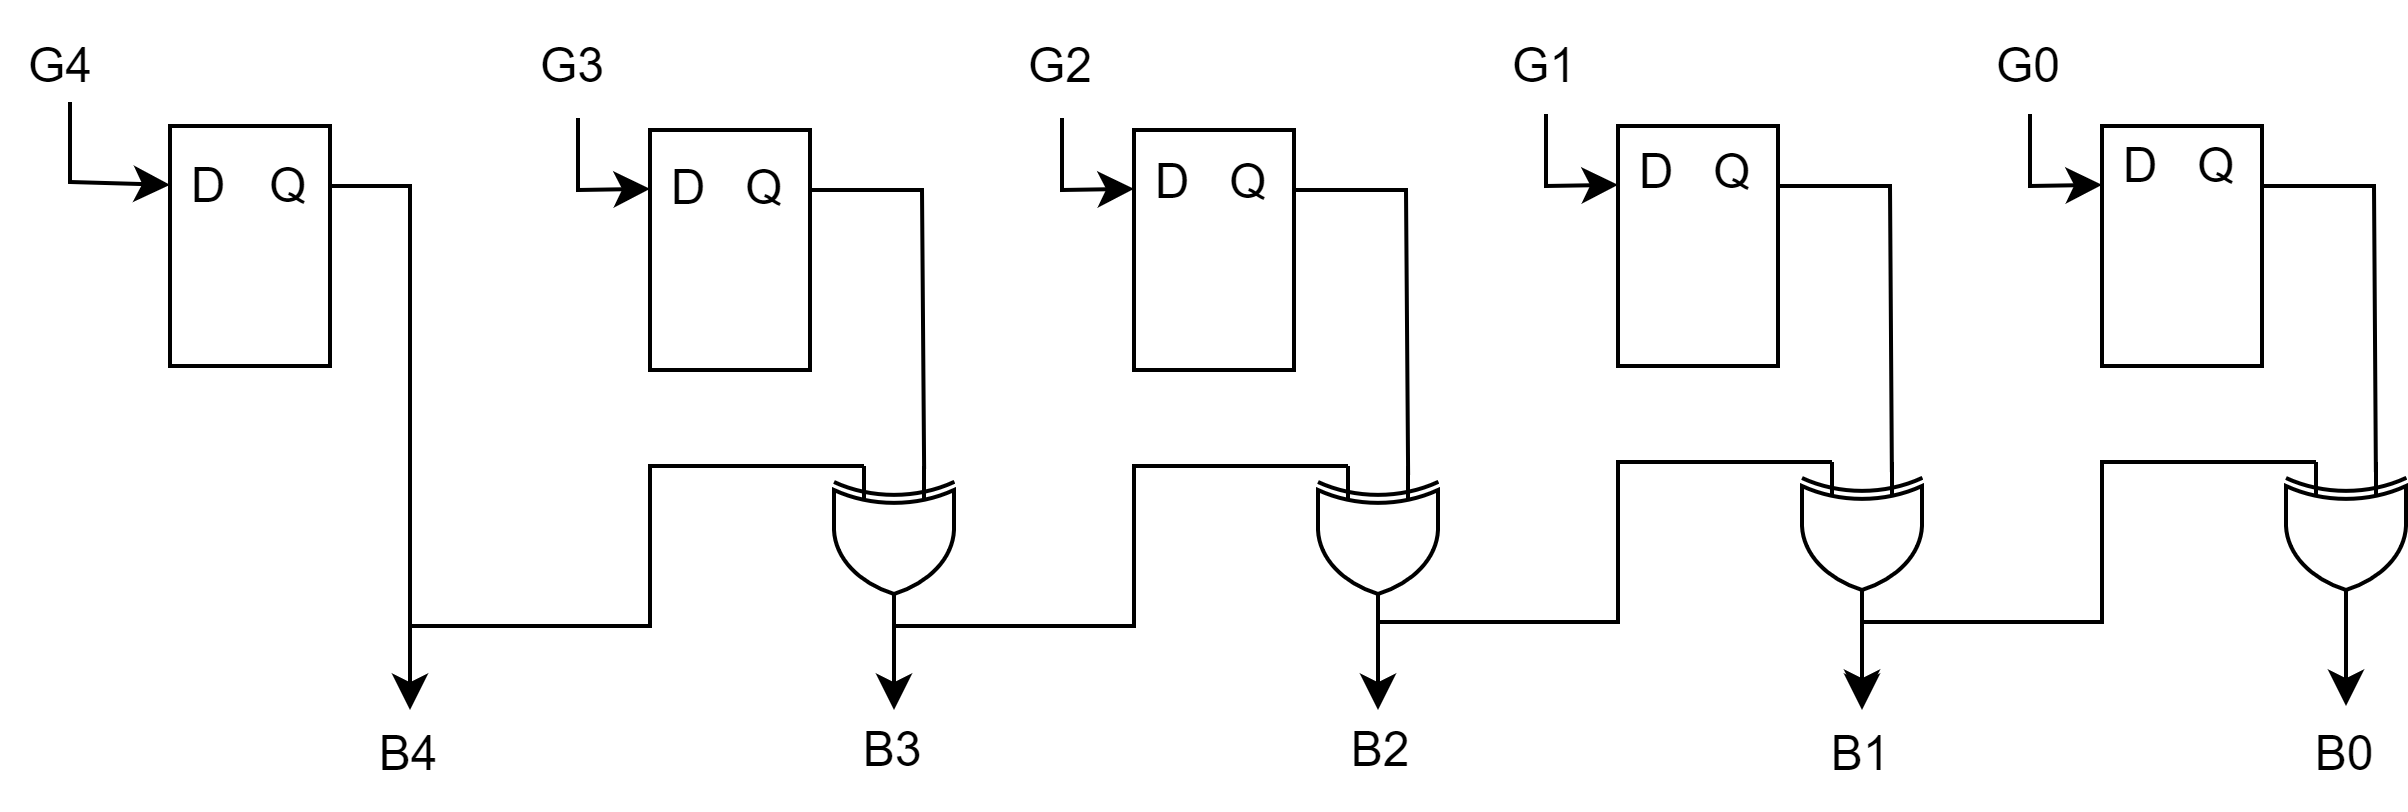 G4 G3 G2 G1 G0
D Q D Q D Q D Q D Q
B4 B3 B2 B1 B0